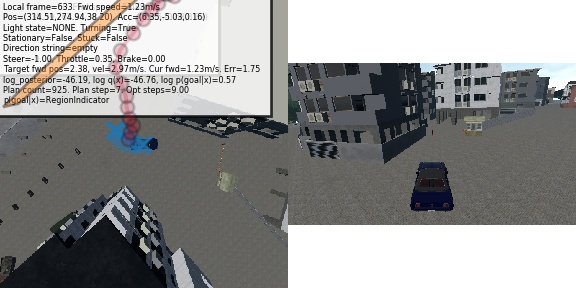 Local frame=633. Fwd speed=1.23m/s
Pos=(314.51,274.94,38.20). Acc=(6.35,-5.03,0.16).
Light state=NONE. Turning=True
Stationary=False, Stuck=False
Direction string=empty
Steer=-1.00. Throttle=0.35, Brake=0.00
Target fwd pos=2.38, vel=2.97m/s. Cur fwd=1.23m/s. Err=1.75
log_posterior=-46.19, log q(x)=-46.76, log p(goal|x)=0.57
Plan count=925. Plan step=7. Opt steps=9.00
p(goal|x)=RegionIndicator